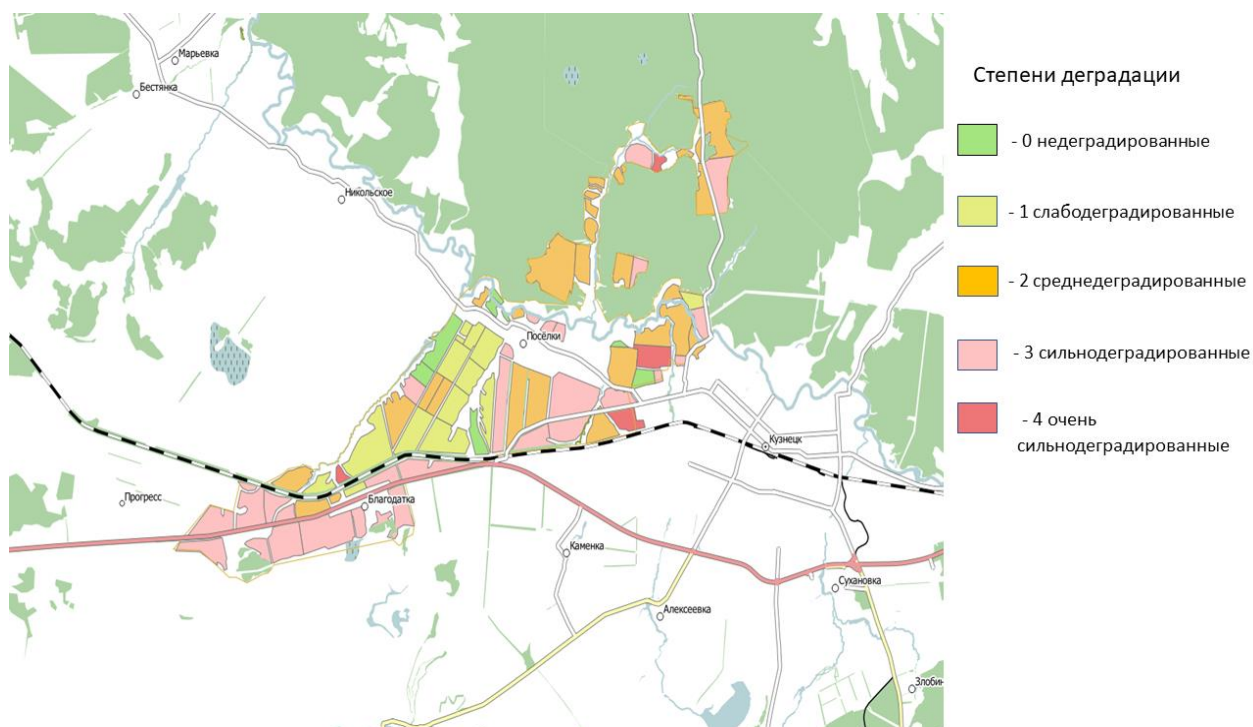 Марьевка
Бестянка
Никольское
Посёлки
Кузнецк
Прогресс
Благодатка
Каменка
Сухановка
Алексеевка
Злобин
Степени деградации
- 0 недеградированные
- 1 слабодеградированные
- 2 среднедеградированные
- 3 сильнодеградированные
- 4 очень
сильнодеградированные